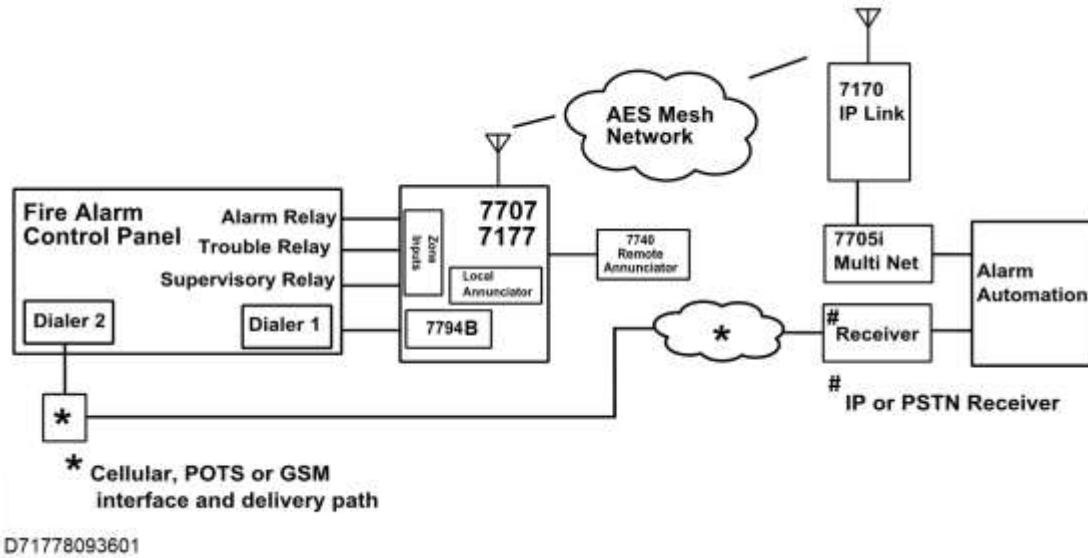 AES Mesh
Network
7170
IP Link
Fire Alarm
Control Panel
Alarm Relay
Trouble Relay
Supervisory Relay
Dialer 2
Dialer 1
Zone
Inputs
7707
7177
Local
Annunciator
7794B
7740
Remote
Annunciator
7705i
Multi Net
Alarm
Automation
*
#
Receiver
# IP or PSTN Receiver
*
* Cellular, POTS or GSM
interface and delivery path
D71778093601